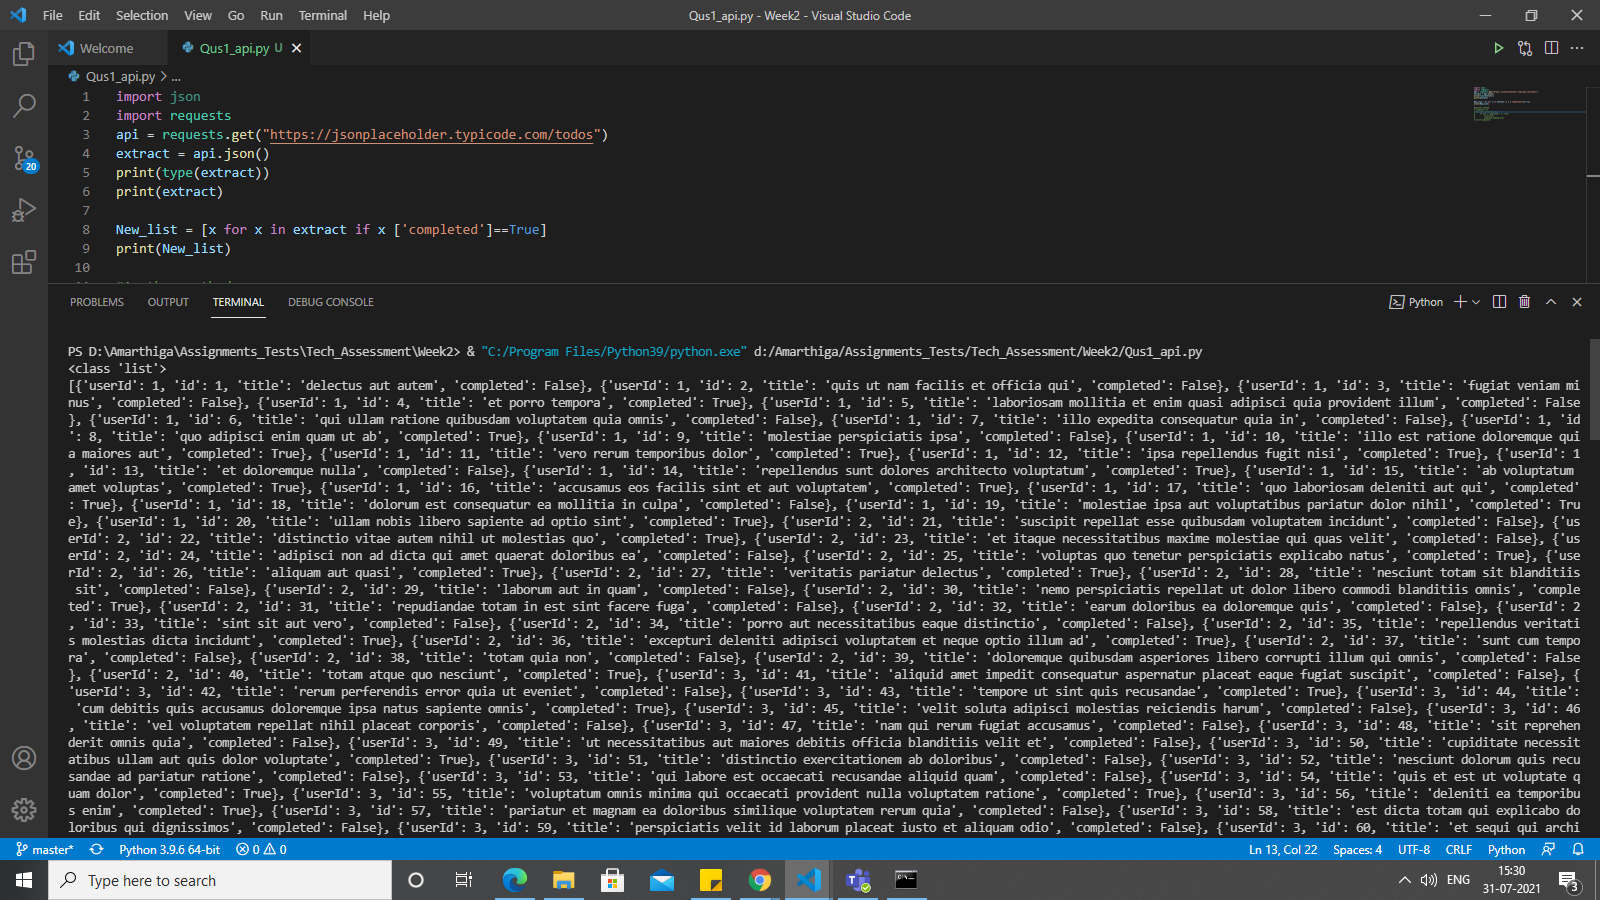 File Edit Selection View Go Run Terminal Help Qus1_api.py - Week2 - Visual Studio Code
Welcome Qus1_api.py U
Qus1_api.py > ...
1 import json
2 import requests
3 api = requests.get("https://jsonplaceholder.typicode.com/todos")
4 extract = api.json()
5 print(type(extract))
6 print(extract)
7
8 New_list = [x for x in extract if x ['completed']==True]
9 print(New_list)
10
20
PROBLEMS OUTPUT TERMINAL DEBUG CONSOLE Python
PS D:\Amarthiga\Assignments_Tests\Tech_Assessment\Week2> & "C:/Program Files/Python39/python.exe" d:/Amarthiga/Assignments_Tests/Tech_Assessment/Week2/Qus1_api.py
<class 'list'>
[{'userId': 1, 'id': 1, 'title': 'delectus aut autem', 'completed': False}, {'userId': 1, 'id': 2, 'title': 'quis ut nam facilis et officia qui', 'completed': False}, {'userId': 1, 'id': 3, 'title': 'fugiat veniam mi
nus', 'completed': False}, {'userId': 1, 'id': 4, 'title': 'et porro tempora', 'completed': True}, {'userId': 1, 'id': 5, 'title': 'laboriosam mollitia et enim quasi adipisci quia provident illum', 'completed': False
}, {'userId': 1, 'id': 6, 'title': 'qui ullam ratione quibusdam voluptatem quia omnis', 'completed': False}, {'userId': 1, 'id': 7, 'title': 'illo expedita consequatur quia in', 'completed': False}, {'userId': 1, 'id
': 8, 'title': 'quo adipisci enim quam ut ab', 'completed': True}, {'userId': 1, 'id': 9, 'title': 'molestiae perspiciatis ipsa', 'completed': False}, {'userId': 1, 'id': 10, 'title': 'illo est ratione doloremque qui
a maiores aut', 'completed': True}, {'userId': 1, 'id': 11, 'title': 'vero rerum temporibus dolor', 'completed': True}, {'userId': 1, 'id': 12, 'title': 'ipsa repellendus fugit nisi', 'completed': True}, {'userId': 1
, 'id': 13, 'title': 'et doloremque nulla', 'completed': False}, {'userId': 1, 'id': 14, 'title': 'repellendus sunt dolores architecto voluptatum', 'completed': True}, {'userId': 1, 'id': 15, 'title': 'ab voluptatum 
amet voluptas', 'completed': True}, {'userId': 1, 'id': 16, 'title': 'accusamus eos facilis sint et aut voluptatem', 'completed': True}, {'userId': 1, 'id': 17, 'title': 'quo laboriosam deleniti aut qui', 'completed'
: True}, {'userId': 1, 'id': 18, 'title': 'dolorum est consequatur ea mollitia in culpa', 'completed': False}, {'userId': 1, 'id': 19, 'title': 'molestiae ipsa aut voluptatibus pariatur dolor nihil', 'completed': Tru
e}, {'userId': 1, 'id': 20, 'title': 'ullam nobis libero sapiente ad optio sint', 'completed': True}, {'userId': 2, 'id': 21, 'title': 'suscipit repellat esse quibusdam voluptatem incidunt', 'completed': False}, {'us
erId': 2, 'id': 22, 'title': 'distinctio vitae autem nihil ut molestias quo', 'completed': True}, {'userId': 2, 'id': 23, 'title': 'et itaque necessitatibus maxime molestiae qui quas velit', 'completed': False}, {'us
erId': 2, 'id': 24, 'title': 'adipisci non ad dicta qui amet quaerat doloribus ea', 'completed': False}, {'userId': 2, 'id': 25, 'title': 'voluptas quo tenetur perspiciatis explicabo natus', 'completed': True}, {'use
rId': 2, 'id': 26, 'title': 'aliquam aut quasi', 'completed': True}, {'userId': 2, 'id': 27, 'title': 'veritatis pariatur delectus', 'completed': True}, {'userId': 2, 'id': 28, 'title': 'nesciunt totam sit blanditiis
 sit', 'completed': False}, {'userId': 2, 'id': 29, 'title': 'laborum aut in quam', 'completed': False}, {'userId': 2, 'id': 30, 'title': 'nemo perspiciatis repellat ut dolor libero commodi blanditiis omnis', 'comple
ted': True}, {'userId': 2, 'id': 31, 'title': 'repudiandae totam in est sint facere fuga', 'completed': False}, {'userId': 2, 'id': 32, 'title': 'earum doloribus ea doloremque quis', 'completed': False}, {'userId': 2
, 'id': 33, 'title': 'sint sit aut vero', 'completed': False}, {'userId': 2, 'id': 34, 'title': 'porro aut necessitatibus eaque distinctio', 'completed': False}, {'userId': 2, 'id': 35, 'title': 'repellendus veritati
s molestias dicta incidunt', 'completed': True}, {'userId': 2, 'id': 36, 'title': 'excepturi deleniti adipisci voluptatem et neque optio illum ad', 'completed': True}, {'userId': 2, 'id': 37, 'title': 'sunt cum tempo
ra', 'completed': False}, {'userId': 2, 'id': 38, 'title': 'totam quia non', 'completed': False}, {'userId': 2, 'id': 39, 'title': 'doloremque quibusdam asperiores libero corrupti illum qui omnis', 'completed': False
}, {'userId': 2, 'id': 40, 'title': 'totam atque quo nesciunt', 'completed': True}, {'userId': 3, 'id': 41, 'title': 'aliquid amet impedit consequatur aspernatur placeat eaque fugiat suscipit', 'completed': False}, {
'userId': 3, 'id': 42, 'title': 'rerum perferendis error quia ut eveniet', 'completed': False}, {'userId': 3, 'id': 43, 'title': 'tempore ut sint quis recusandae', 'completed': True}, {'userId': 3, 'id': 44, 'title':
 'cum debitis quis accusamus doloremque ipsa natus sapiente omnis', 'completed': True}, {'userId': 3, 'id': 45, 'title': 'velit soluta adipisci molestias reiciendis harum', 'completed': False}, {'userId': 3, 'id': 46
, 'title': 'vel voluptatem repellat nihil placeat corporis', 'completed': False}, {'userId': 3, 'id': 47, 'title': 'nam qui rerum fugiat accusamus', 'completed': False}, {'userId': 3, 'id': 48, 'title': 'sit reprehen
derit omnis quia', 'completed': False}, {'userId': 3, 'id': 49, 'title': 'ut necessitatibus aut maiores debitis officia blanditiis velit et', 'completed': False}, {'userId': 3, 'id': 50, 'title': 'cupiditate necessit
atibus ullam aut quis dolor voluptate', 'completed': True}, {'userId': 3, 'id': 51, 'title': 'distinctio exercitationem ab doloribus', 'completed': False}, {'userId': 3, 'id': 52, 'title': 'nesciunt dolorum quis recu
sandae ad pariatur ratione', 'completed': False}, {'userId': 3, 'id': 53, 'title': 'qui labore est occaecati recusandae aliquid quam', 'completed': False}, {'userId': 3, 'id': 54, 'title': 'quis et est ut voluptate q
uam dolor', 'completed': True}, {'userId': 3, 'id': 55, 'title': 'voluptatum omnis minima qui occaecati provident nulla voluptatem ratione', 'completed': True}, {'userId': 3, 'id': 56, 'title': 'deleniti ea temporibu
s enim', 'completed': True}, {'userId': 3, 'id': 57, 'title': 'pariatur et magnam ea doloribus similique voluptatem rerum quia', 'completed': False}, {'userId': 3, 'id': 58, 'title': 'est dicta totam qui explicabo do
loribus qui dignissimos', 'completed': False}, {'userId': 3, 'id': 59, 'title': 'perspiciatis velit id laborum placeat iusto et aliquam odio', 'completed': False}, {'userId': 3, 'id': 60, 'title': 'et sequi qui archi
master* Python 3.9.6 64-bit 0 0 Ln 13, Col 22 Spaces: 4 UTF-8 CRLF Python
Type here to search ENG 15:30
31-07-2021 3